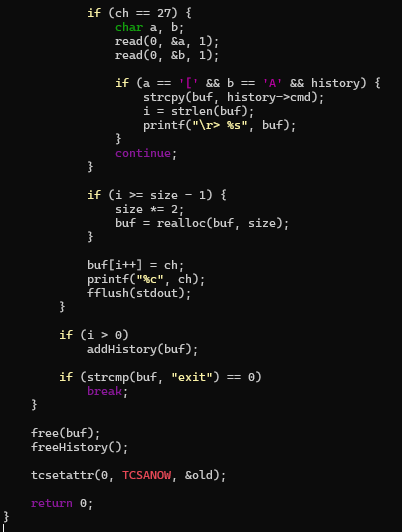 if (ch == 27) {
char a, b;
read(0, &a, 1);
read(0, &b, 1);
if (a == '[' && b == 'A' && history) {
strcpy(buf, history->cmd);
i = strlen(buf);
printf("\r> %s", buf);
}
continue;
}
if (i >= size - 1) {
size *= 2;
buf = realloc(buf, size);
}
buf[i++] = ch;
printf("%c", ch);
fflush(stdout);
}
if (i > 0)
addHistory(buf);
if (strcmp(buf, "exit") == 0)
break;
}
free(buf);
freeHistory();
tcsetattr(0, TCSANOW, &old);
return 0;
}